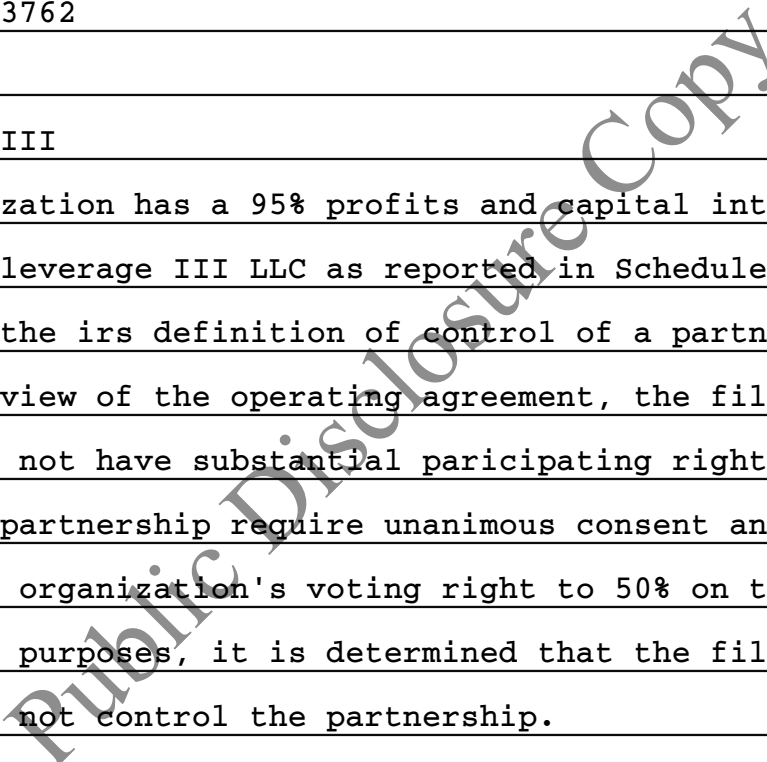 3762
III
zation has a 95% profits and capital int
leverage III LLC as reported in Schedule
the irs definition of control of a partn
view of the operating agreement, the fil
not have substantial paricipating right
partnership require unanimous consent an
organization's voting right to 50% on t
purposes, it is determined that the fil
not control the partnership.
Public Disclosure Copy